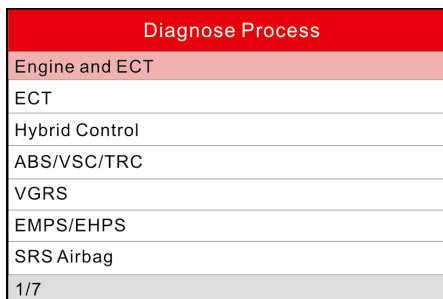 Diagnose Process
Engine and ECT
ECT
Hybrid Control
ABS/VSC/TRC
VGRS
EMPS/EHPS
SRS Airbag
1/7